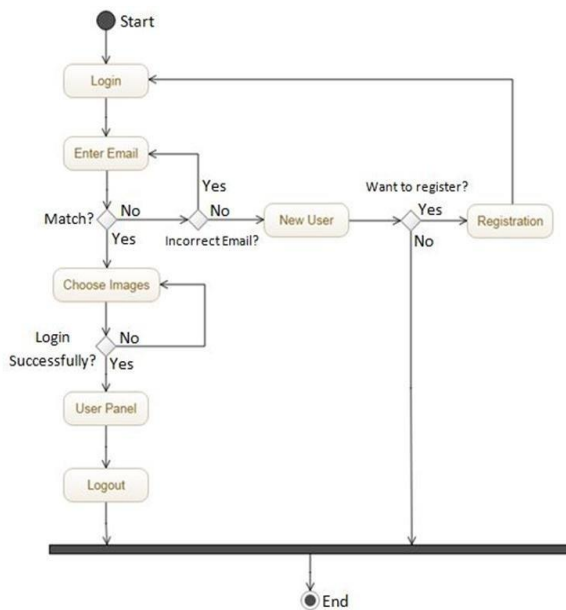 Start
Login
Enter Email
Yes
Want to register?
Match?
No
No
New User
Yes
Registration
Yes
Incorrect Email?
No
Choose Images
Login
Successfully?
No
Yes
User Panel
Logout
End